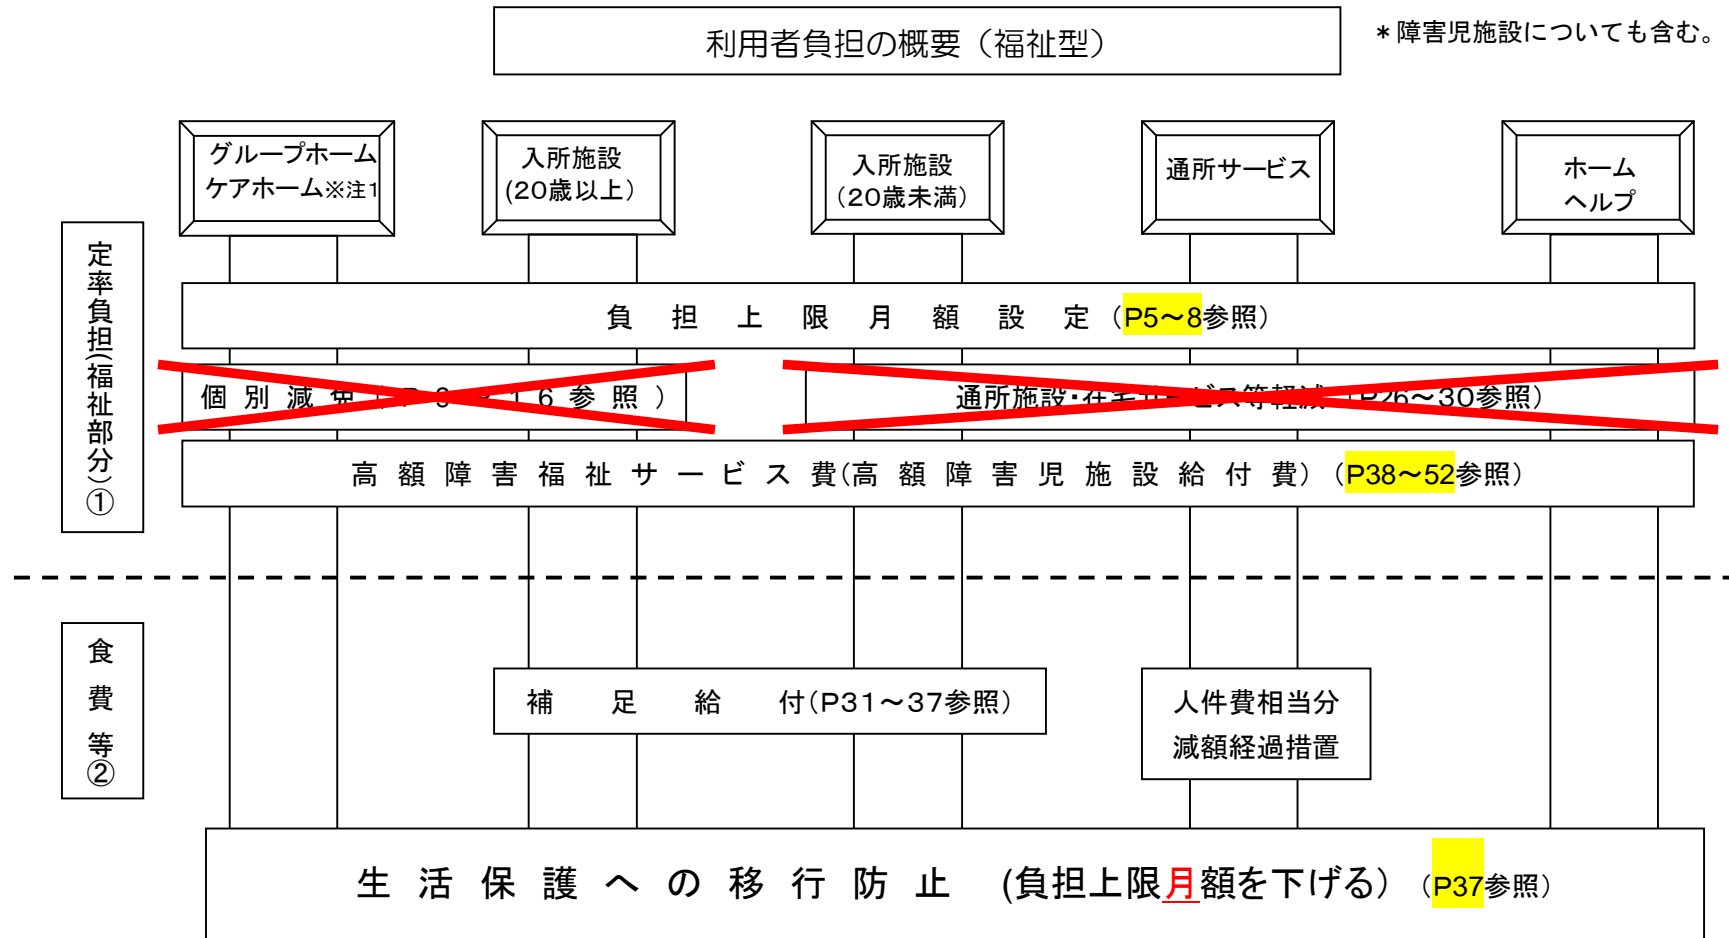 利用者負担の概要（福祉型）
＊障害児施設についても含む。
グループホーム
ケアホーム※注1
入所施設
(20歳以上）
入所施設
（20歳未満）
通所サービス
ホーム
ヘルプ
定率負担(福祉部分）①
負担上限月額設定（P5～8参照）
個別減免（P9～16参照）
通所施設・在宅サービス等軽減（P26～30参照）
高額障害福祉サービス費（高額障害児施設給付費）（P38～52参照）
食費等②
補足給付（P31～37参照）
人件費相当分
減額経過措置
生活保護への移行防止 (負担上限月額を下げる）（P37参照）